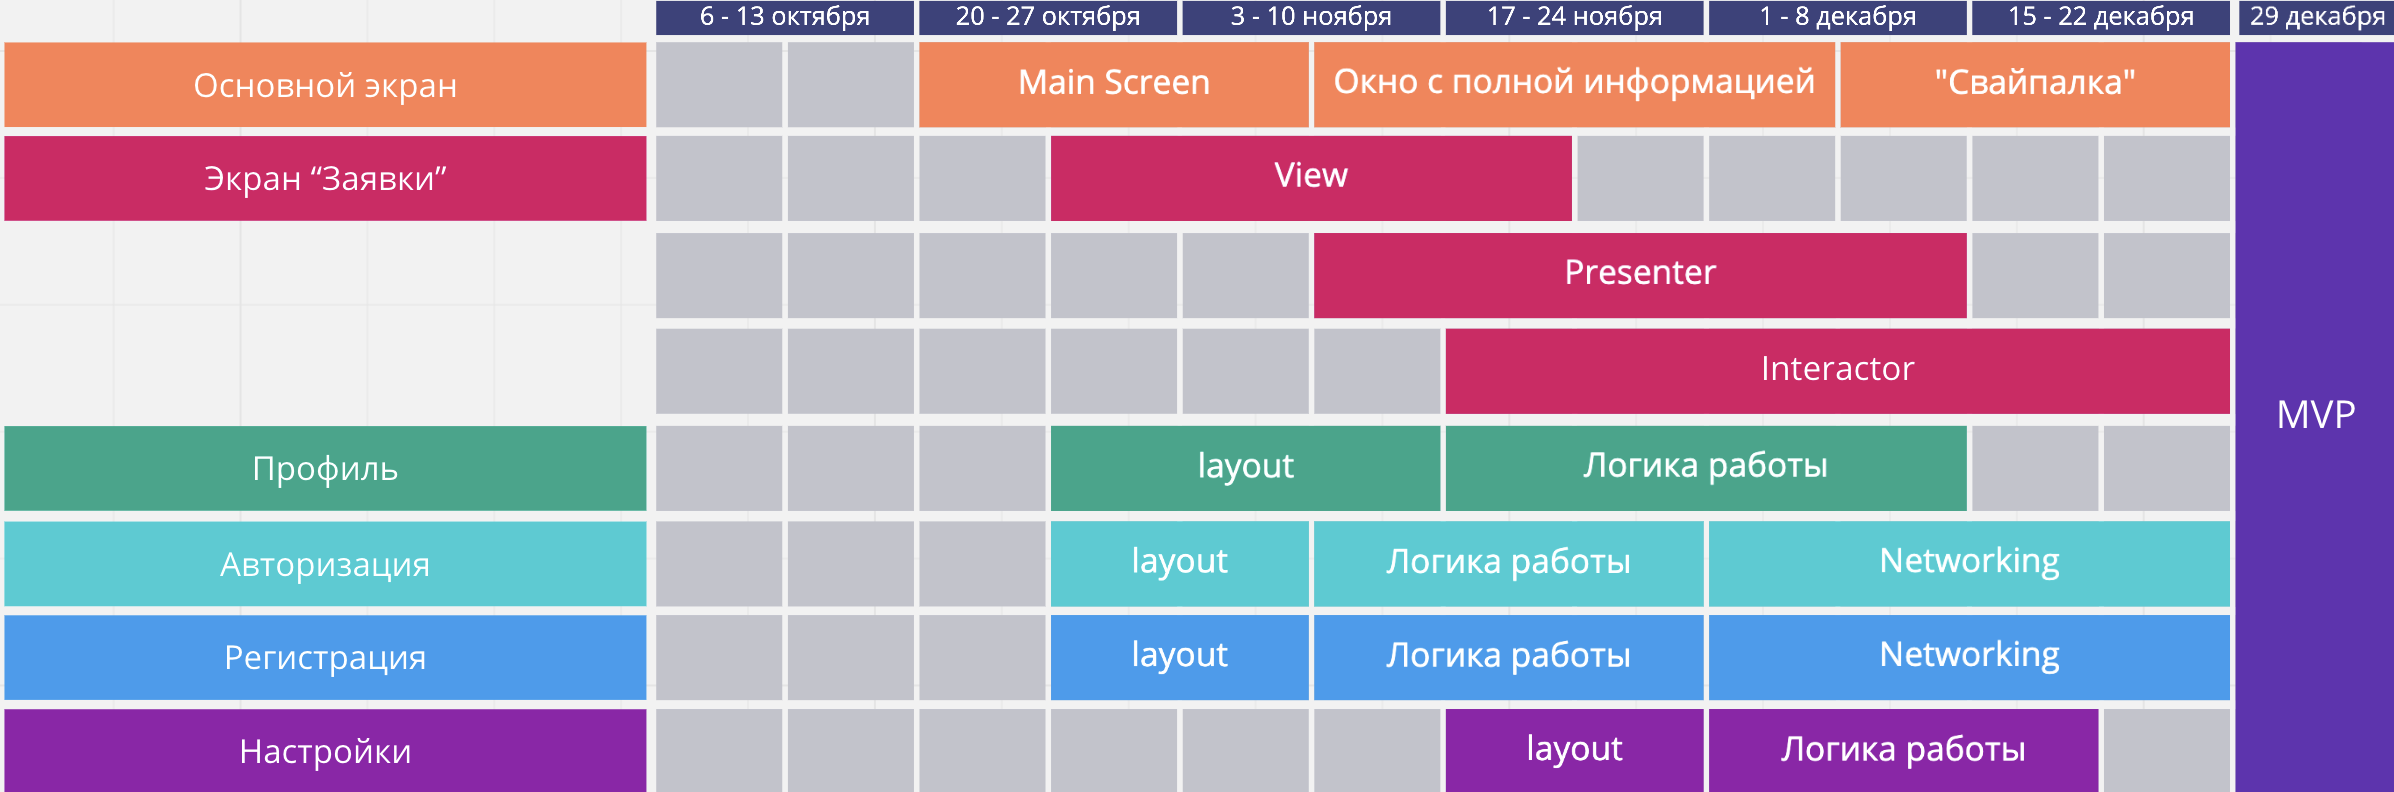 6 - 13 октября
20 - 27 октября
3 - 10 ноября
17 - 24 ноября
1 - 8 декабря
15 - 22 декабря
29 декабря
Основной экран
Main Screen
Окно с полной информацией
"Свайпалка"
Экран “Заявки”
View
Presenter
Interactor
MVP
Профиль
layout
Логика работы
Авторизация
layout
Логика работы
Networking
Регистрация
layout
Логика работы
Networking
Настройки
layout
Логика работы